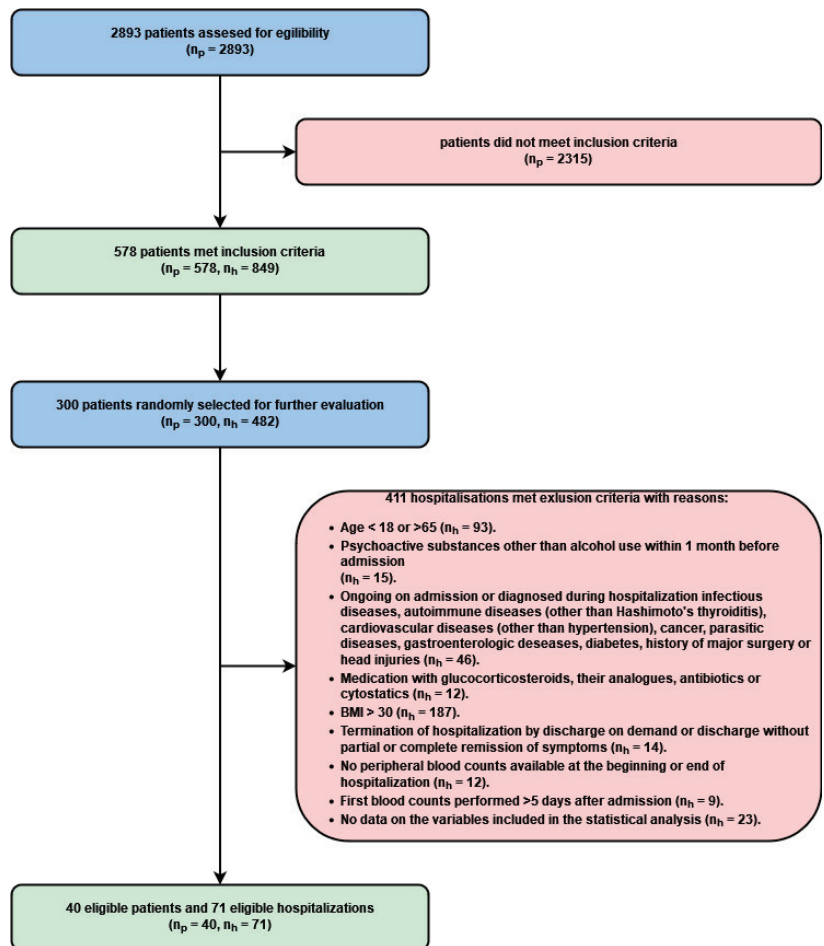 2893 patients assesed for egilibility
(np = 2893)
patients did not meet inclusion criteria
(np = 2315)
578 patients met inclusion criteria
(np = 578, nh = 849)
300 patients randomly selected for further evaluation
(np = 300, nh = 482)
411 hospitalisations met exlusion criteria with reasons:
• Age < 18 or >65 (nh = 93).
• Psychoactive substances other than alcohol use within 1 month before
admission
(nh = 15).
• Ongoing on admission or diagnosed during hospitalization infectious
diseases, autoimmune diseases (other than Hashimoto's thyroiditis),
cardiovascular diseases (other than hypertension), cancer, parasitic
diseases, gastroenterologic deseases, diabetes, history of major surgery or
head injuries (nh = 46).
• Medication with glucocorticosteroids, their analogues, antibiotics or
cytostatics (nh = 12).
• BMI > 30 (nh = 187).
• Termination of hospitalization by discharge on demand or discharge without
partial or complete remission of symptoms (nh = 14).
• No peripheral blood counts available at the beginning or end of
hospitalization (nh = 12).
• First blood counts performed >5 days after admission (nh = 9).
• No data on the variables included in the statistical analysis (nh = 23).
40 eligible patients and 71 eligible hospitalizations
(np = 40, nh = 71)